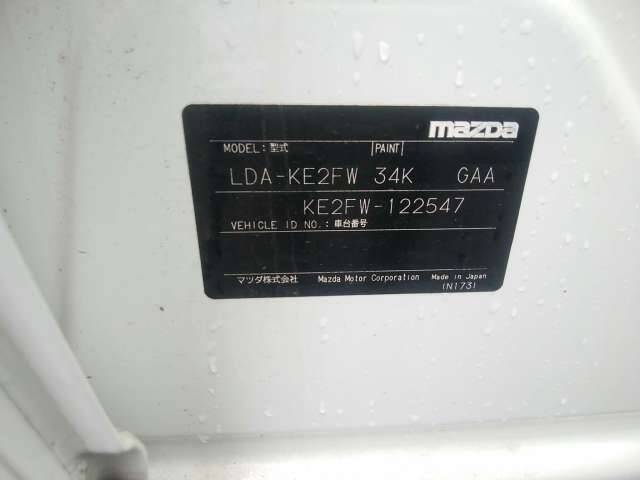 mazda
MODEL:型式 |PAINT|
LDA-KE2FW 34K GAA
KE2FW-122547
VEHICLE ID NO.:車台番号
マツダ株式会社 Mazda Motor Corporation Made in Japan
(N173)